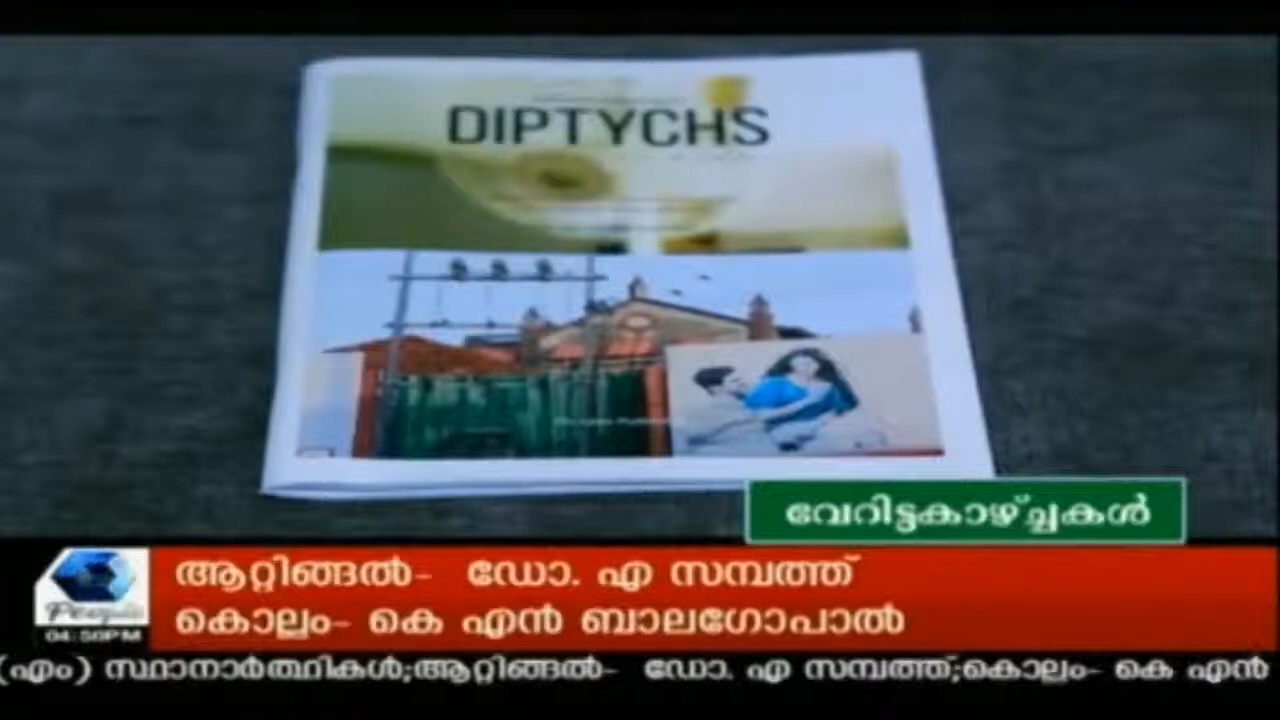 DIPTYCHS
വേറിട്ടകാഴ്ച്ചകൾ
ആറ്റിങ്ങൽ- ഡോ. എ സമ്പത്ത്
കൊല്ലം- കെ എൻ ബാലഗോപാൽ
04:50PM
(എം) സ്ഥാനാർത്ഥികൾ;ആറ്റിങ്ങൽ- ഡോ. എ സമ്പത്ത്;കൊല്ലം- കെ എൻ